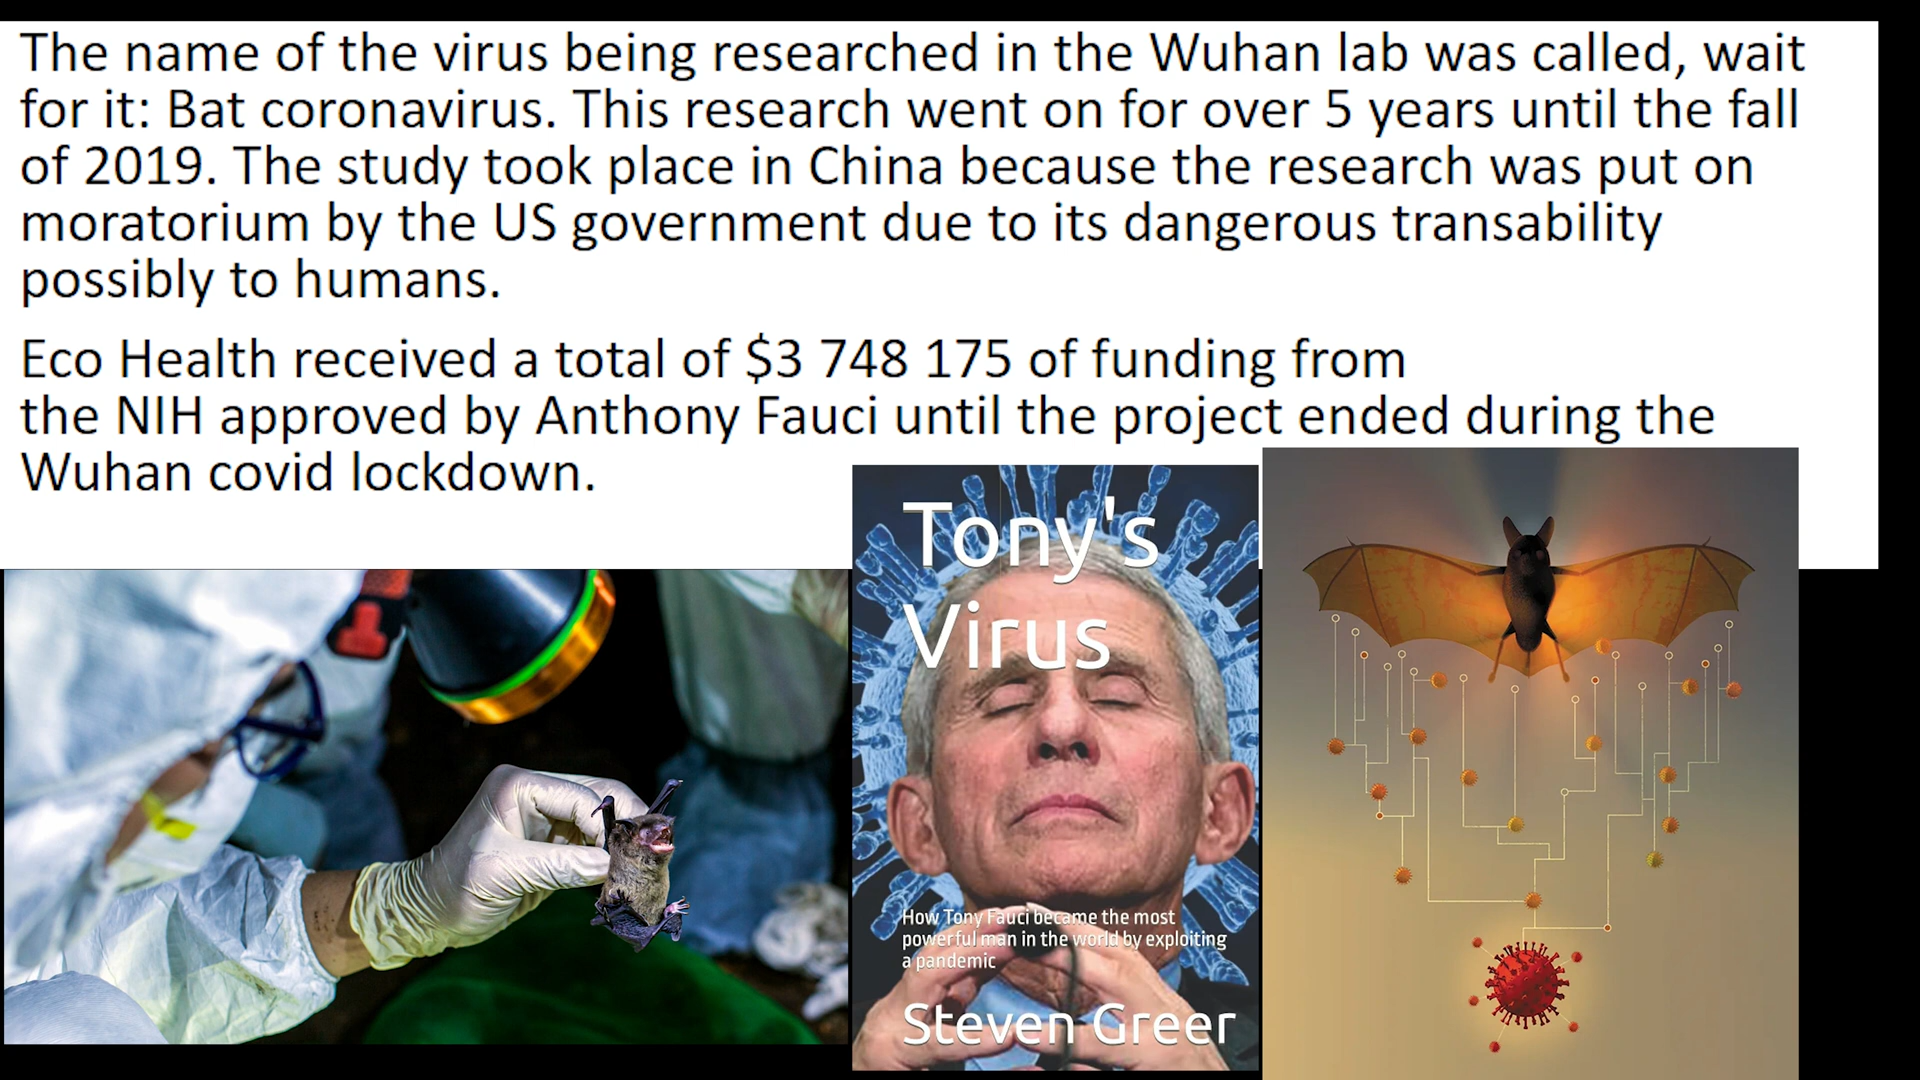 The name of the virus being researched in the Wuhan lab was called, wait
for it: Bat coronavirus. This research went on for over 5 years until the fall
of 2019. The study took place in China because the research was put on
moratorium by the US government due to its dangerous transability
possibly to humans.
Eco Health received a total of $3 748 175 of funding from
the NIH approved by Anthony Fauci until the project ended during the
Wuhan covid lockdown.
Tony's
Virus
How Tony Fauci became the most
powerful man in the world by exploiting
a pandemic
Steven Greer